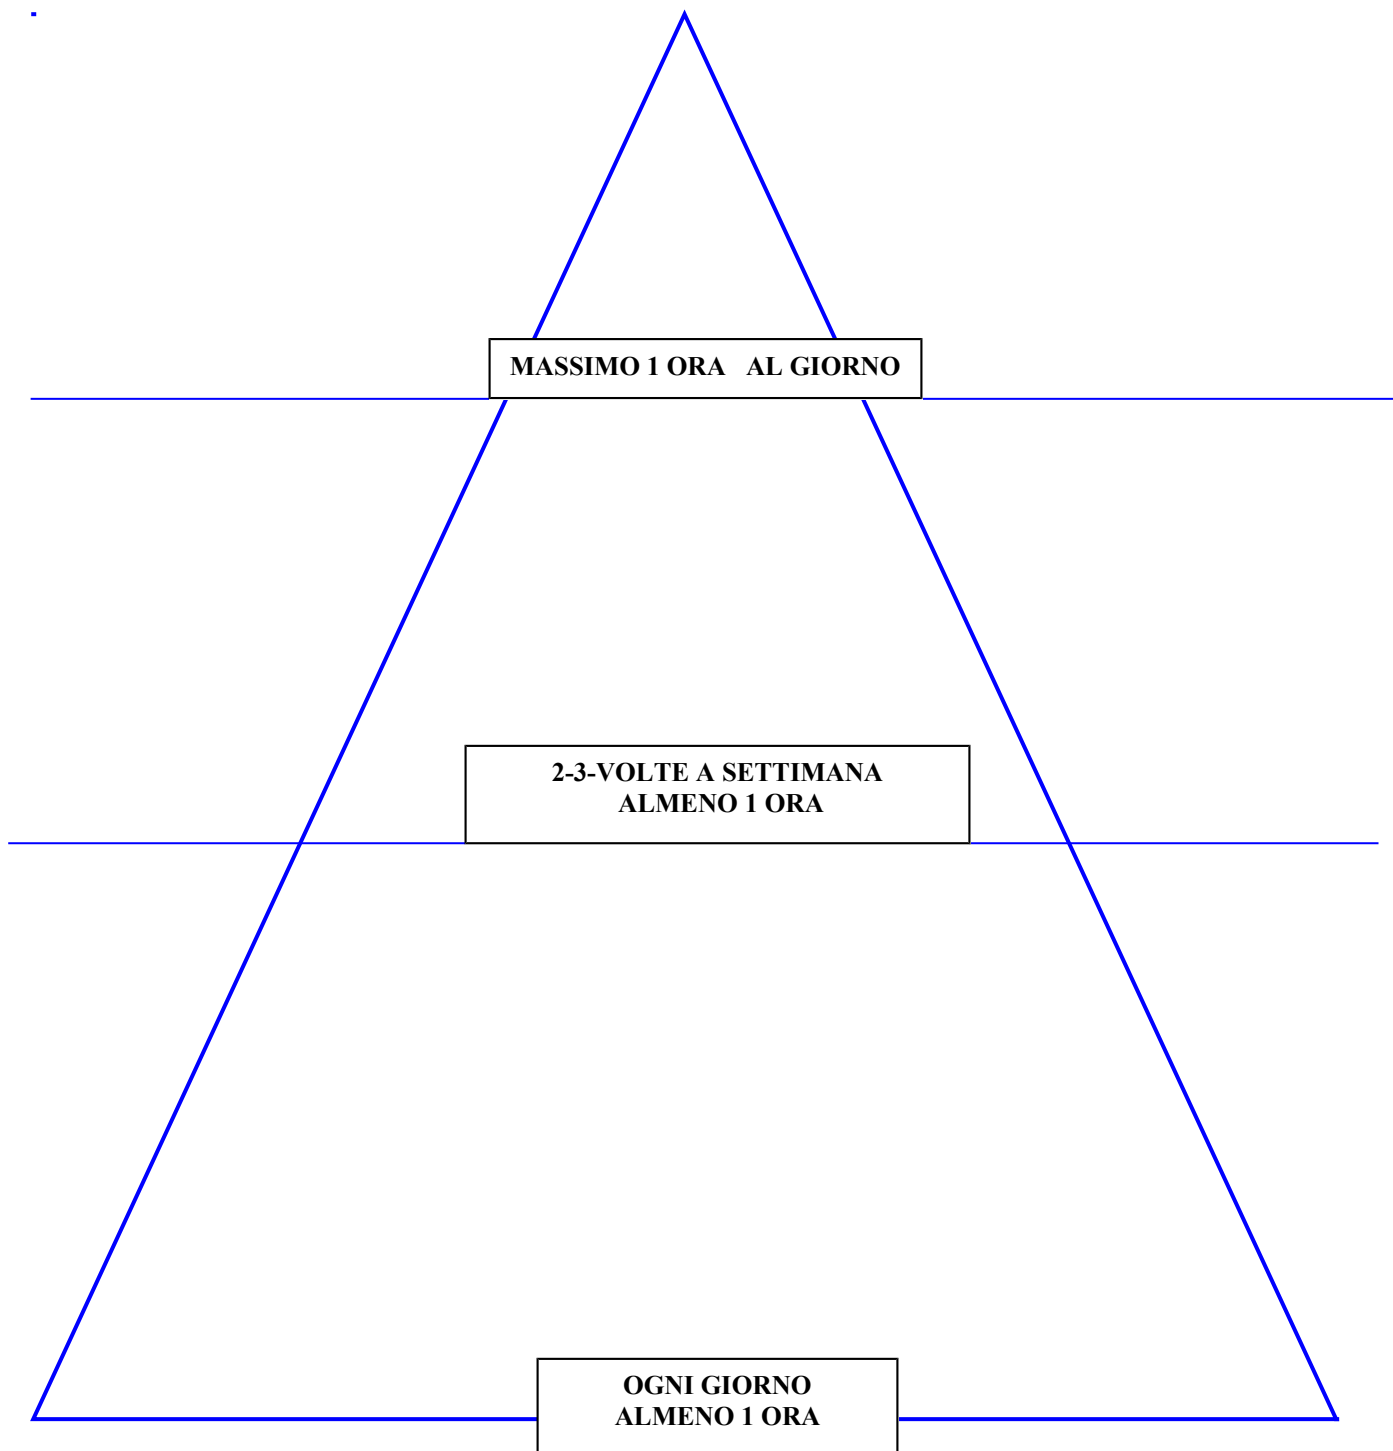 MASSIMO 1 ORA AL GIORNO
2-3-VOLTE A SETTIMANA
ALMENO 1 ORA
OGNI GIORNO
ALMENO 1 ORA